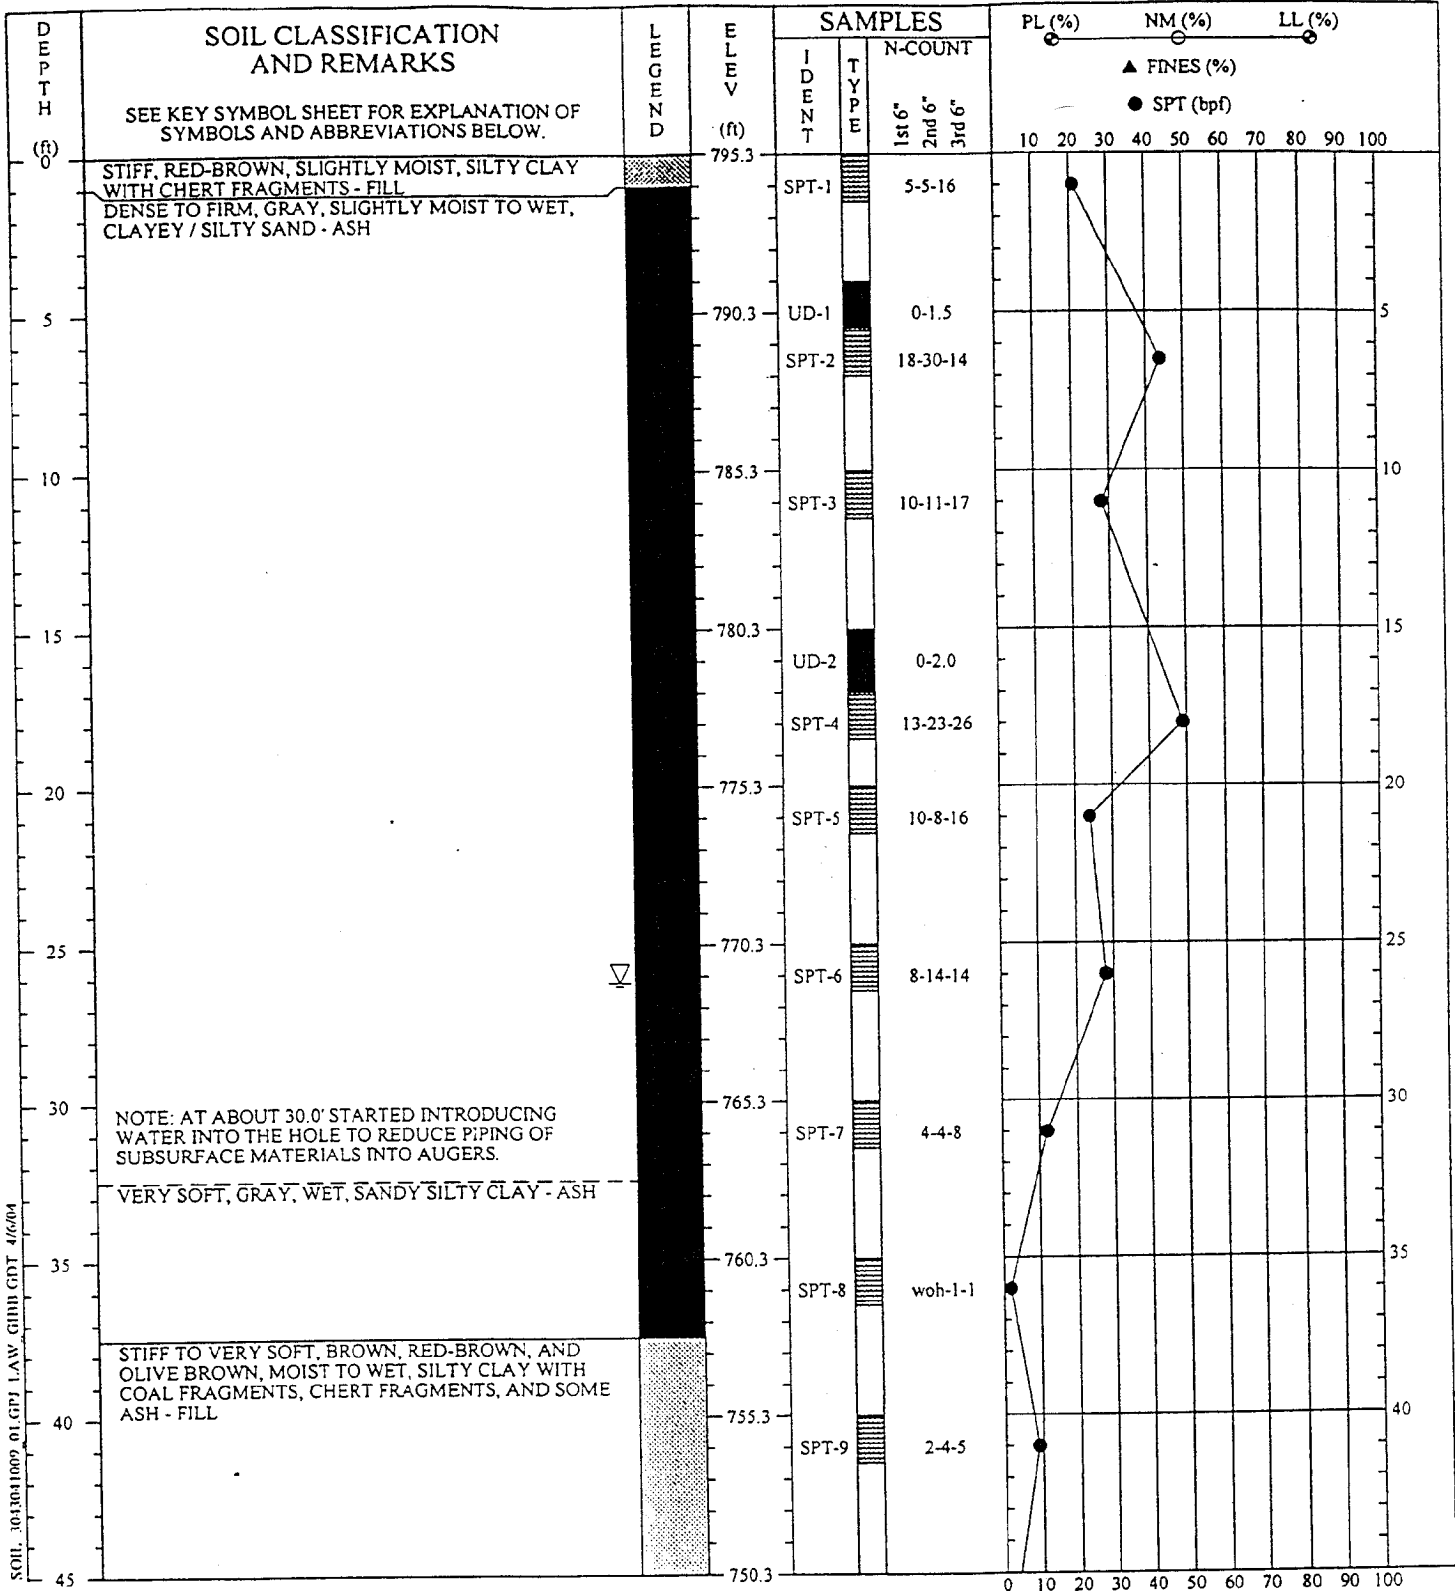 DEPTH (ft)
SOIL CLASSIFICATION
AND REMARKS
SEE KEY SYMBOL SHEET FOR EXPLANATION OF
SYMBOLS AND ABBREVIATIONS BELOW.
LEGEND
ELEV (ft)
SAMPLES
IDENT
TYPE
N-COUNT
1st 6"
2nd 6"
3rd 6"
PL (%) NM (%) LL (%)
▲ FINES (%)
● SPT (bpf)
10 20 30 40 50 60 70 80 90 100
0 795.3
STIFF, RED-BROWN, SLIGHTLY MOIST, SILTY CLAY
WITH CHERT FRAGMENTS - FILL
SPT-1 5-5-16
DENSE TO FIRM, GRAY, SLIGHTLY MOIST TO WET,
CLAYEY / SILTY SAND - ASH
5 790.3 UD-1 0-1.5 5
SPT-2 18-30-14
10 785.3 10
SPT-3 10-11-17
15 780.3 15
UD-2 0-2.0
SPT-4 13-23-26
20 775.3 20
SPT-5 10-8-16
25 770.3 25
SPT-6 8-14-14
30 765.3 30
NOTE: AT ABOUT 30.0' STARTED INTRODUCING
WATER INTO THE HOLE TO REDUCE PIPING OF
SUBSURFACE MATERIALS INTO AUGERS.
SPT-7 4-4-8
VERY SOFT, GRAY, WET, SANDY SILTY CLAY - ASH
35 760.3 35
SPT-8 woh-1-1
STIFF TO VERY SOFT, BROWN, RED-BROWN, AND
OLIVE BROWN, MOIST TO WET, SILTY CLAY WITH
COAL FRAGMENTS, CHERT FRAGMENTS, AND SOME
ASH - FILL
40 755.3 40
SPT-9 2-4-5
45 750.3
0 10 20 30 40 50 60 70 80 90 100
SOIL 3043041009 01.GPJ LAW GIBB GDT 4/6/04